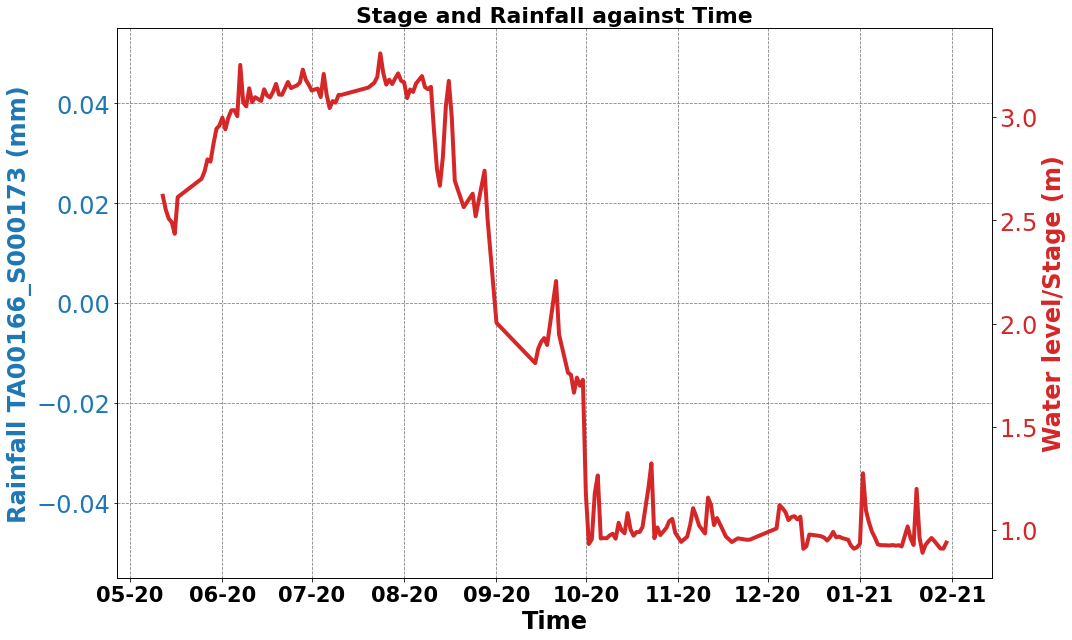 Stage and Rainfall against Time
Rainfall TA00166_S000173 (mm)
0.04
0.02
0.00
−0.02
−0.04
3.0
2.5
2.0
1.5
1.0
Water level/Stage (m)
05-20 06-20 07-20 08-20 09-20 10-20 11-20 12-20 01-21 02-21
Time